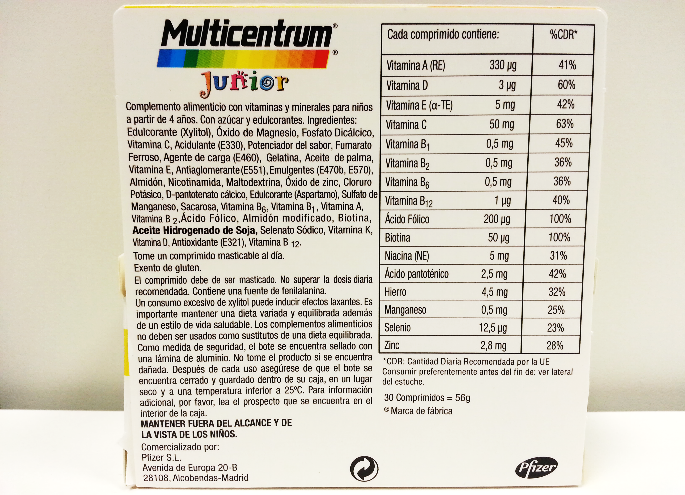 Multicentrum®
®
Junior
Complemento alimenticio con vitaminas y minerales para niños
a partir de 4 años. Con azúcar y edulcorantes. Ingredientes:
Edulcorante (Xylitol), Óxido de Magnesio, Fosfato Dicálcico,
Vitamina C, Acidulante (E330), Potenciador del sabor, Fumarato
Ferroso, Agente de carga (E460), Gelatina, Aceite de palma,
Vitamina E, Antiaglomerante(E551),Emulgentes (E470b, E570),
Almidón, Nicotinamida, Maltodextrina, Óxido de zinc, Cloruro
Potásico, D-pantotenato cálcico, Edulcorante (Aspartamo), Sulfato de
Manganeso, Sacarosa, Vitamina B6, Vitamina B1, Vitamina A,
Vitamina B 2,Ácido Fólico, Almidón modificado, Biotina,
Aceite Hidrogenado de Soja, Selenato Sódico, Vitamina K,
Vitamina D, Antioxidante (E321), Vitamina B 12.
Tome un comprimido masticable al día.
Exento de gluten.
El comprimido debe de ser masticado. No superar la dosis diaria
recomendada. Contiene una fuente de fenilalanina.
Un consumo excesivo de xylitol puede inducir efectos laxantes. Es
importante mantener una dieta variada y equilibrada además
de un estilo de vida saludable. Los complementos alimenticios
no deben ser usados como sustitutos de una dieta equilibrada.
Como medida de seguridad, el bote se encuentra sellado con
una lámina de aluminio. No tome el producto si se encuentra
dañada. Después de cada uso asegúrese de que el bote se
encuentra cerrado y guardado dentro de su caja, en un lugar
seco y a una temperatura inferior a 25ºC. Para información
adicional, por favor, lea el prospecto que se encuentra en el
interior de la caja.
MANTENER FUERA DEL ALCANCE Y DE
LA VISTA DE LOS NIÑOS.
Comercializado por:
Pfizer S.L.
Avenida de Europa 20-B
28108, Alcobendas-Madrid
Cada comprimido contiene: %CDR*
Vitamina A (RE) 330 µg 41%
Vitamina D 3 µg 60%
Vitamina E (α-TE) 5 mg 42%
Vitamina C 50 mg 63%
Vitamina B1 0,5 mg 45%
Vitamina B2 0,5 mg 36%
Vitamina B6 0,5 mg 36%
Vitamina B12 1 µg 40%
Ácido Fólico 200 µg 100%
Biotina 50 µg 100%
Niacina (NE) 5 mg 31%
Ácido pantoténico 2,5 mg 42%
Hierro 4,5 mg 32%
Manganeso 0,5 mg 25%
Selenio 12,5 µg 23%
Zinc 2,8 mg 28%
*CDR: Cantidad Diaria Recomendada por la UE
Consumir preferentemente antes del fin de: ver lateral
del estuche.
30 Comprimidos = 56g
® Marca de fábrica
Pfizer